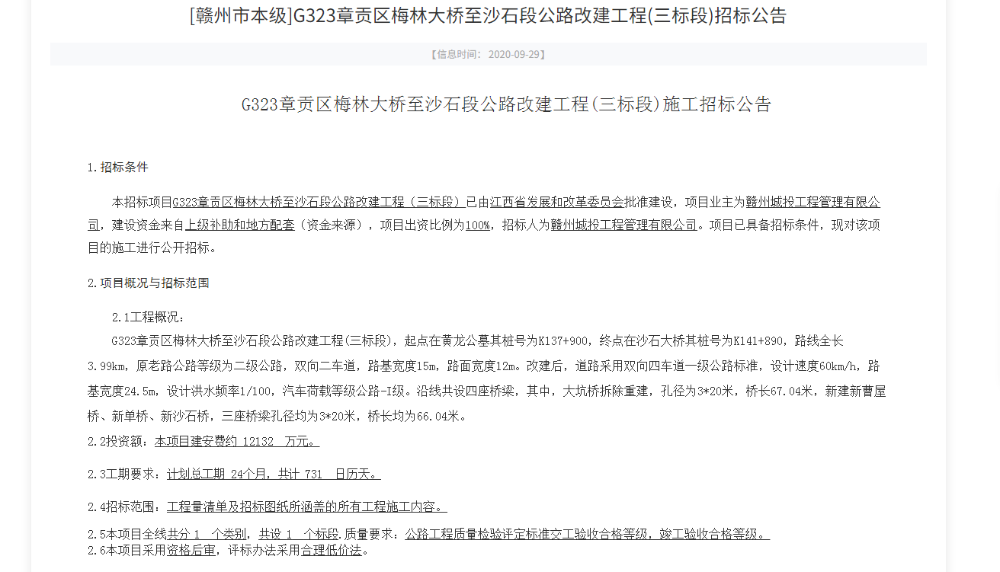 [赣州市本级]G323章贡区梅林大桥至沙石段公路改建工程(三标段)招标公告
【信息时间： 2020-09-29】
G323章贡区梅林大桥至沙石段公路改建工程(三标段)施工招标公告
1.招标条件
本招标项目G323章贡区梅林大桥至沙石段公路改建工程（三标段）已由江西省发展和改革委员会批准建设，项目业主为赣州城投工程管理有限公
司，建设资金来自上级补助和地方配套（资金来源），项目出资比例为100%，招标人为赣州城投工程管理有限公司。项目已具备招标条件，现对该项
目的施工进行公开招标。
2.项目概况与招标范围
2.1工程概况：
G323章贡区梅林大桥至沙石段公路改建工程(三标段)，起点在黄龙公墓其桩号为K137+900，终点在沙石大桥其桩号为K141+890，路线全长
3.99km，原老路公路等级为二级公路，双向二车道，路基宽度15m，路面宽度12m。改建后，道路采用双向四车道一级公路标准，设计速度60km/h，路
基宽度24.5m，设计洪水频率1/100，汽车荷载等级公路-I级。沿线共设四座桥梁，其中，大坑桥拆除重建，孔径为3*20米，桥长67.04米，新建新曹屋
桥、新单桥、新沙石桥，三座桥梁孔径均为3*20米，桥长均为66.04米。
2.2投资额：本项目建安费约 12132  万元。
2.3工期要求：计划总工期 24个月，共计 731  日历天。
2.4招标范围：工程量清单及招标图纸所涵盖的所有工程施工内容。
2.5本项目全线共分 1  个类别，共设 1  个标段.质量要求：公路工程质量检验评定标准交工验收合格等级，竣工验收合格等级。
2.6本项目采用资格后审，评标办法采用合理低价法。